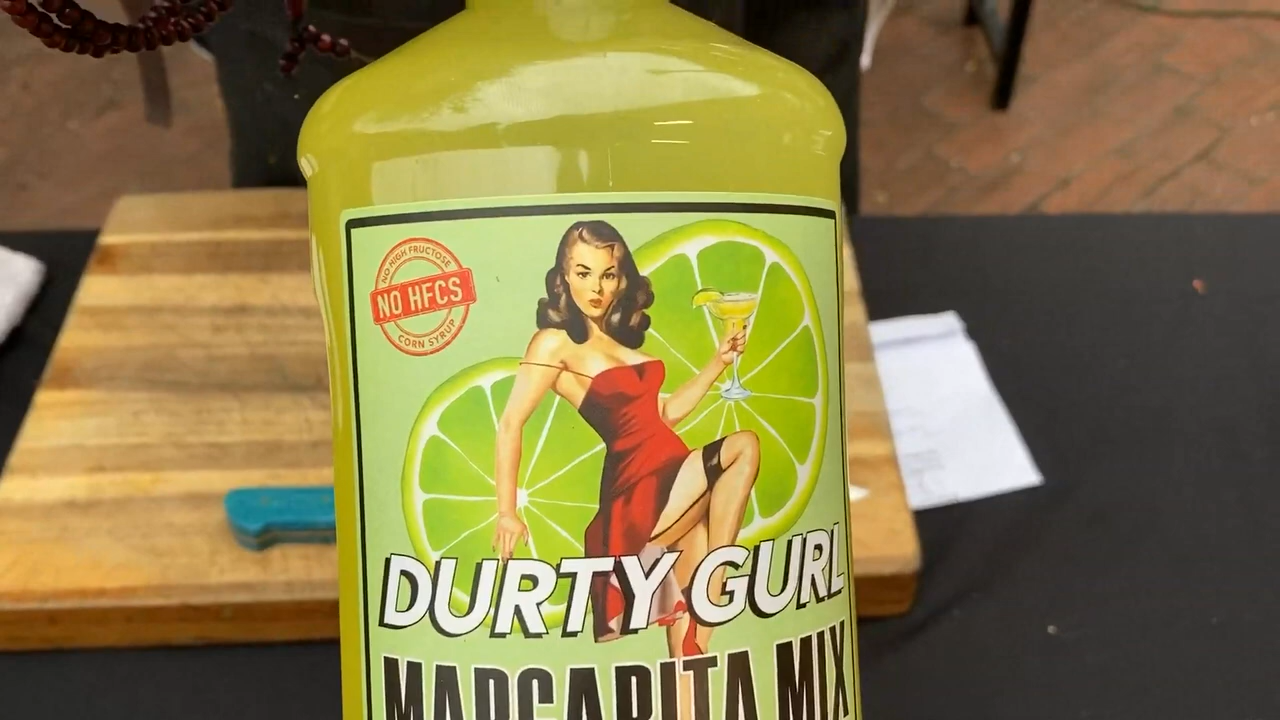 NO HIGH FRUCTOSE
NO HFCS
CORN SYRUP
DURTY GURL
MARGARITA MIX